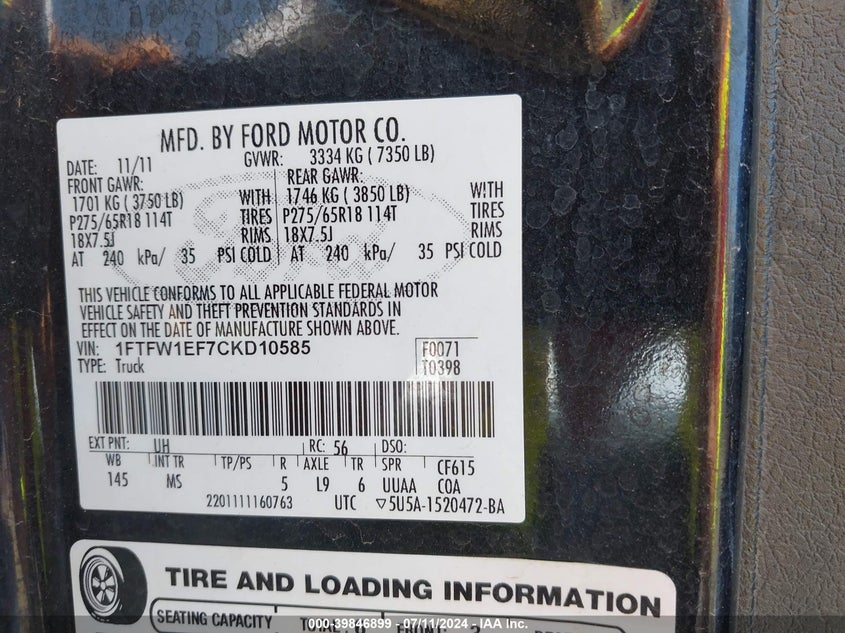 MFD. BY FORD MOTOR CO.
DATE: 11/11 GVWR: 3334 KG ( 7350 LB)
FRONT GAWR: REAR GAWR:
1701 KG ( 3750 LB) WITH 1746 KG ( 3850 LB) WITH
P275/65R18 114T TIRES P275/65R18 114T TIRES
18X7.5J RIMS 18X7.5J RIMS
AT 240 kPa/ 35 PSI COLD AT 240 kPa/ 35 PSI COLD
THIS VEHICLE CONFORMS TO ALL APPLICABLE FEDERAL MOTOR
VEHICLE SAFETY AND THEFT PREVENTION STANDARDS IN
EFFECT ON THE DATE OF MANUFACTURE SHOWN ABOVE.
VIN: 1FTFW1EF7CKD10585 F0071
TYPE: Truck T0398
EXT PNT: UH RC: 56 DSO:
WB INT TR TP/PS R AXLE TR SPR CF615
145 MS 5 L9 6 UUAA COA
2201111160763 UTC ▽5U5A-1520472-BA
TIRE AND LOADING INFORMATION
SEATING CAPACITY TOTAL 6 FRONT: 3
000-39846899 - 07/11/2024 - IAA Inc.